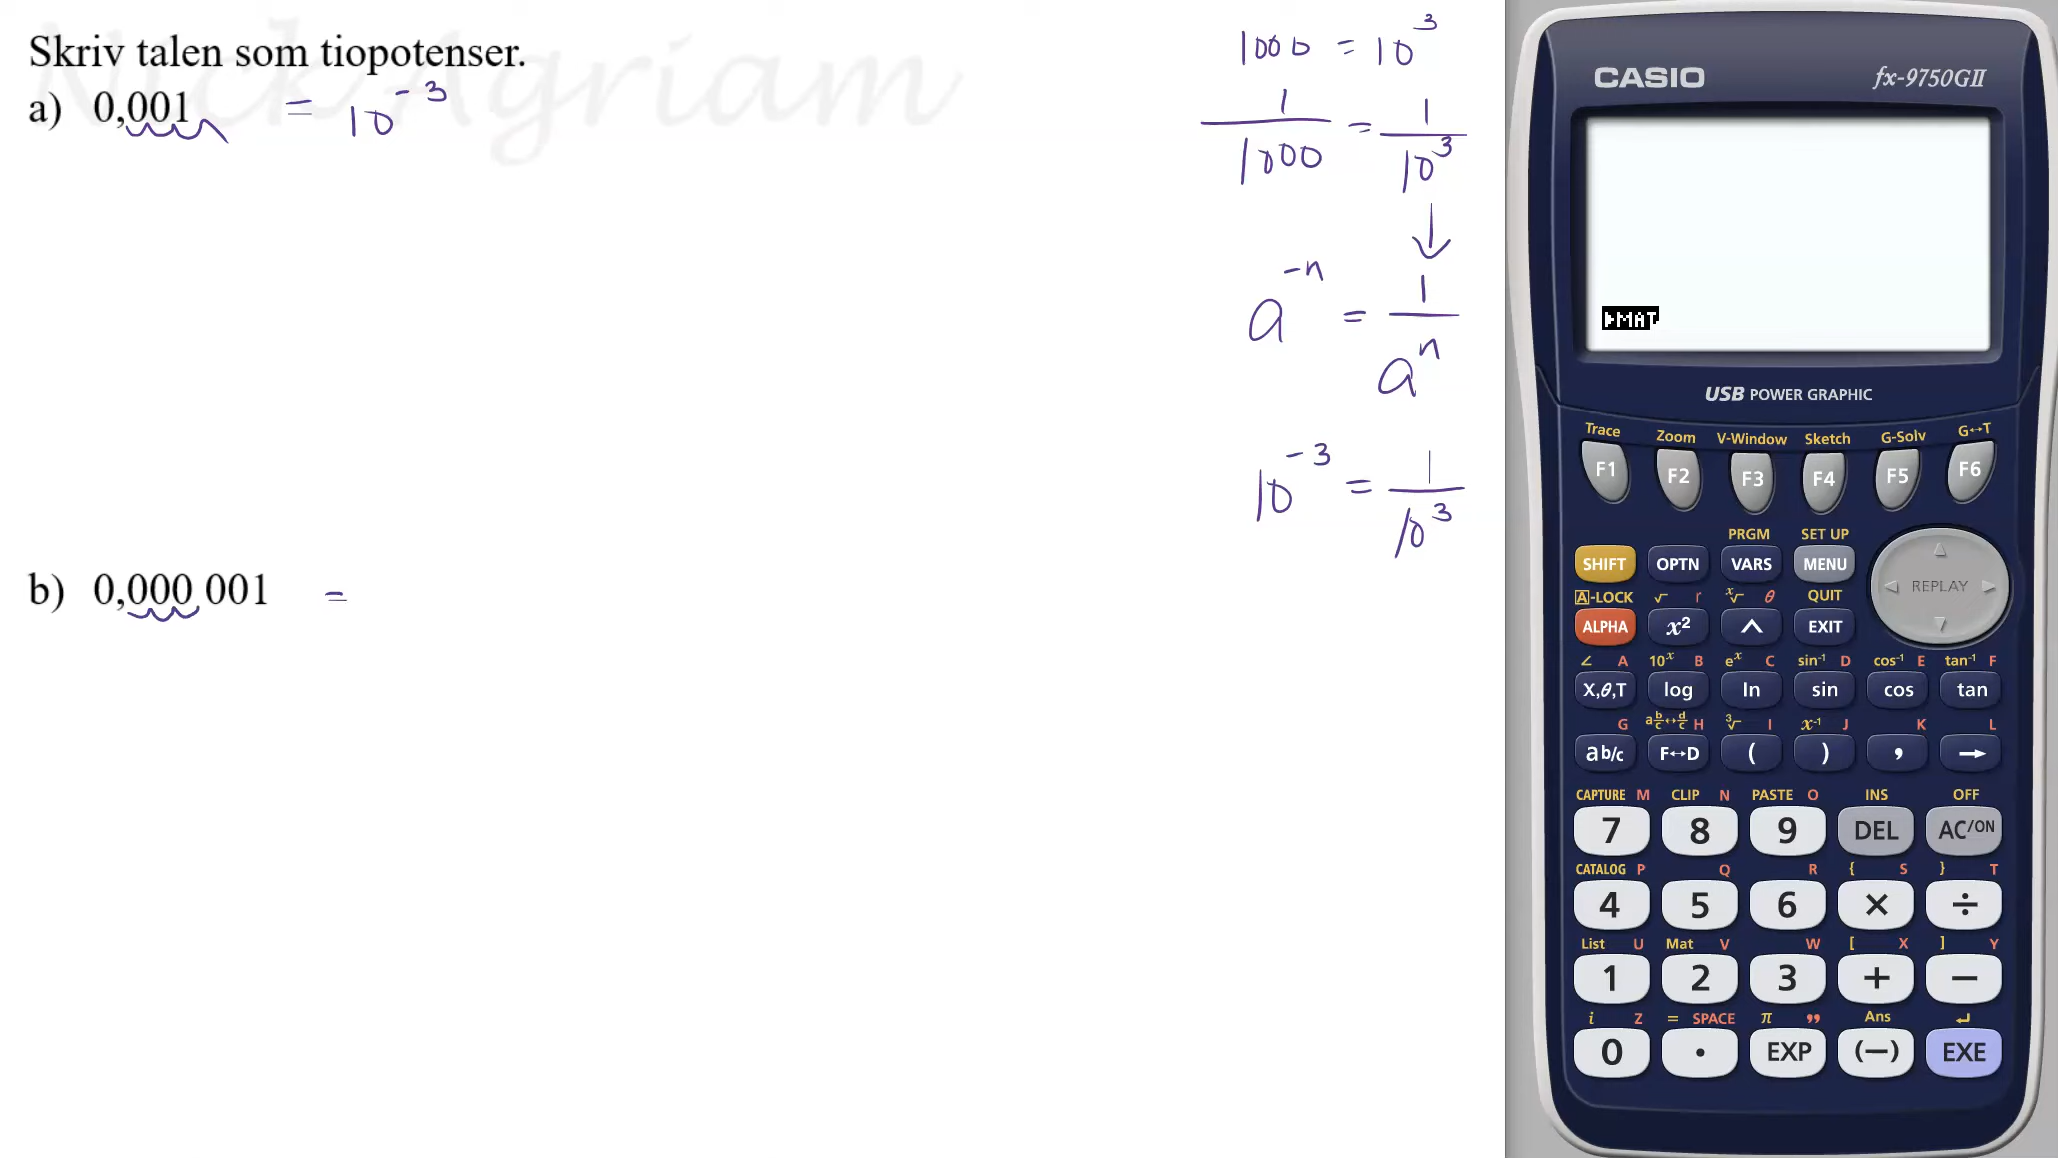 Nick Agriam
Skriv talen som tiopotenser.
a) 0,001 = 10⁻³
1000 = 10³
1/1000 = 1/10³
↓
a⁻ⁿ = 1/aⁿ
10⁻³ = 1/10³
b) 0,000 001 =
CASIO fx-9750GII
▶MAT
USB POWER GRAPHIC
Trace Zoom V-Window Sketch G-Solv G↔T
F1 F2 F3 F4 F5 F6
PRGM SET UP
SHIFT OPTN VARS MENU
REPLAY
A-LOCK √ r ˣ√ θ QUIT
ALPHA x² ^ EXIT
∠ A 10ˣ B eˣ C sin⁻¹ D cos⁻¹ E tan⁻¹ F
X,θ,T log ln sin cos tan
G a b/c↔d/c H ³√ I x⁻¹ J K L
a b/c F↔D ( ) , →
CAPTURE M CLIP N PASTE O INS OFF
7 8 9 DEL AC/ON
CATALOG P Q R { S } T
4 5 6 × ÷
List U Mat V W [ X ] Y
1 2 3 + −
i Z = SPACE π ” Ans ↵
0 . EXP (−) EXE